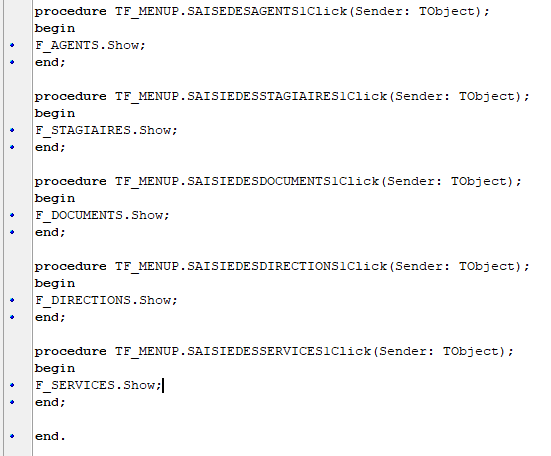 procedure TF_MENUP.SAISEDESAGENTS1Click(Sender: TObject);
begin
F_AGENTS.Show;
end;
procedure TF_MENUP.SAISIEDESSTAGIAIRES1Click(Sender: TObject);
begin
F_STAGIAIRES.Show;
end;
procedure TF_MENUP.SAISIEDESDOCUMENTS1Click(Sender: TObject);
begin
F_DOCUMENTS.Show;
end;
procedure TF_MENUP.SAISIEDESDIRECTIONS1Click(Sender: TObject);
begin
F_DIRECTIONS.Show;
end;
procedure TF_MENUP.SAISIEDESSERVICES1Click(Sender: TObject);
begin
F_SERVICES.Show;
end;
end.